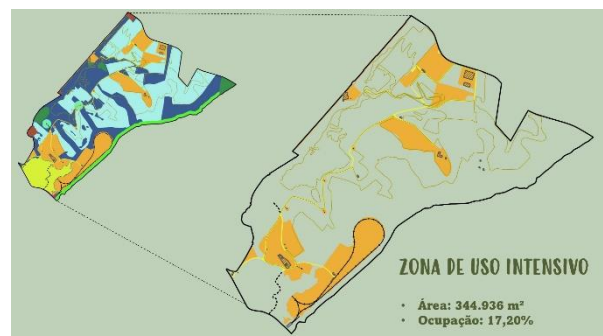 ZONA DE USO INTENSIVO
• Área: 344.936 m²
• Ocupação: 17,20%